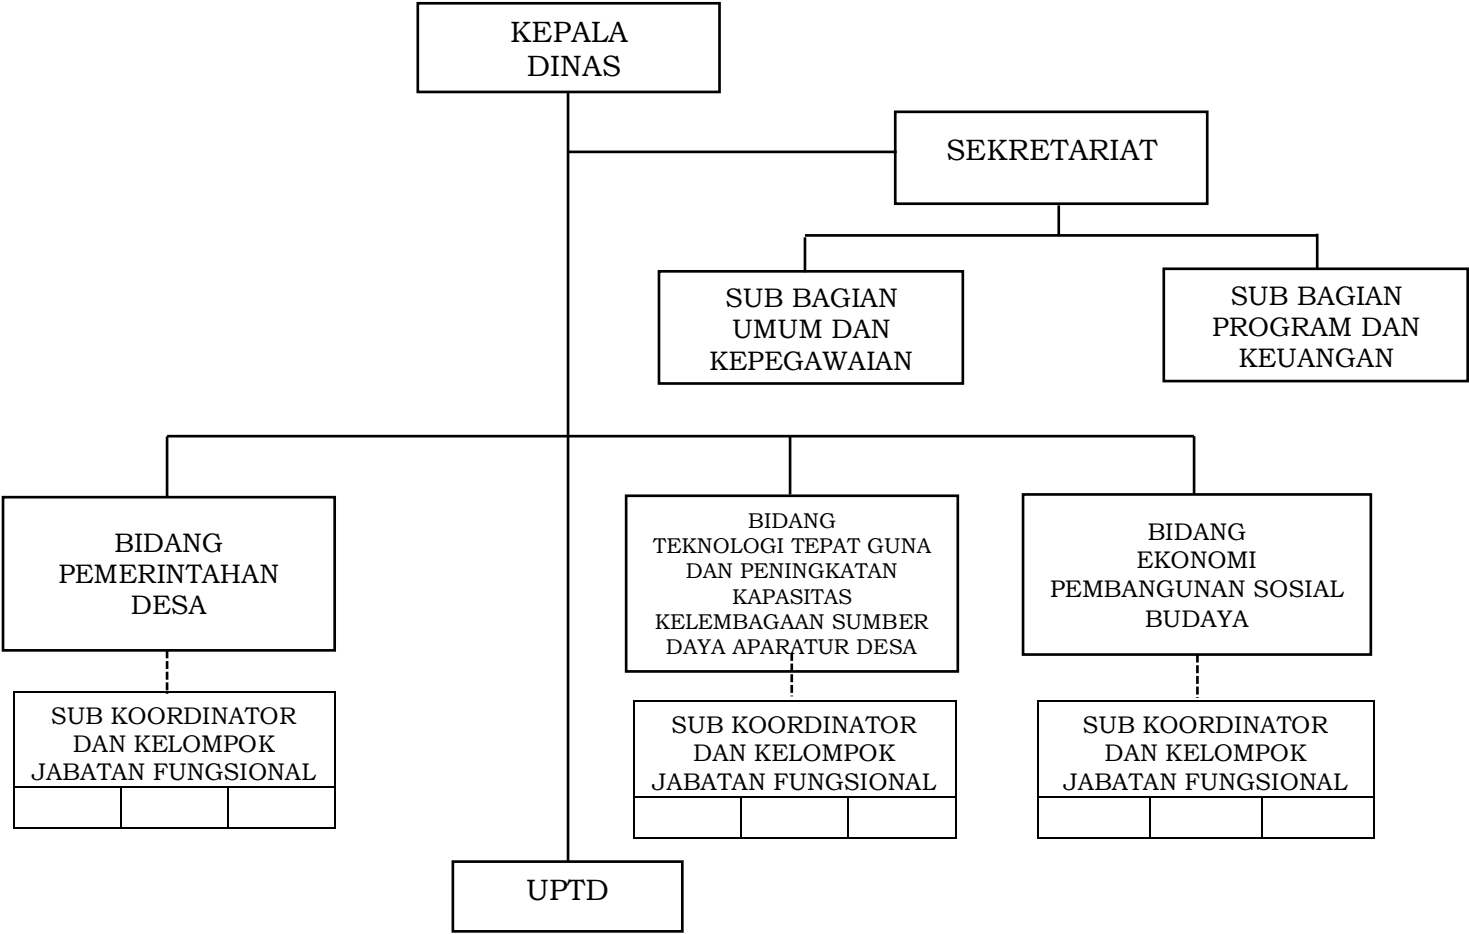 KEPALA
DINAS
SEKRETARIAT
SUB BAGIAN
UMUM DAN
KEPEGAWAIAN
SUB BAGIAN
PROGRAM DAN
KEUANGAN
BIDANG
PEMERINTAHAN
DESA
BIDANG
TEKNOLOGI TEPAT GUNA
DAN PENINGKATAN
KAPASITAS
KELEMBAGAAN SUMBER
DAYA APARATUR DESA
BIDANG
EKONOMI
PEMBANGUNAN SOSIAL
BUDAYA
SUB KOORDINATOR
DAN KELOMPOK
JABATAN FUNGSIONAL
SUB KOORDINATOR
DAN KELOMPOK
JABATAN FUNGSIONAL
SUB KOORDINATOR
DAN KELOMPOK
JABATAN FUNGSIONAL
UPTD